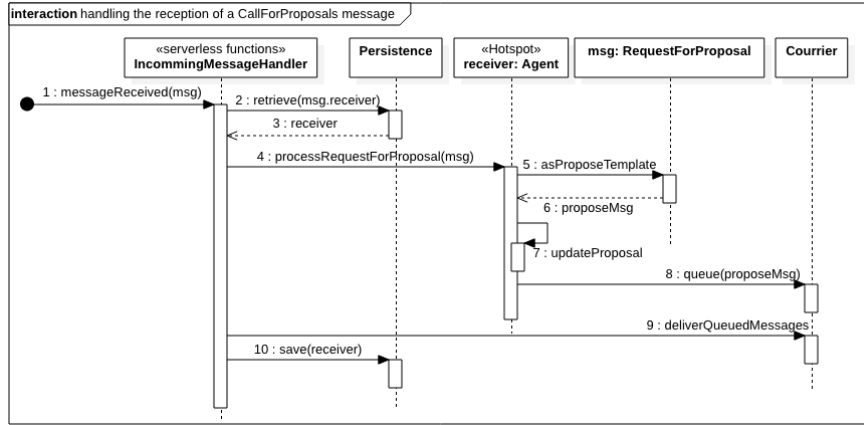 interaction handling the reception of a CallForProposals message
«serverless functions»
IncommingMessageHandler
Persistence
«Hotspot»
receiver: Agent
msg: RequestForProposal
Courrier
1 : messageReceived(msg)
2 : retrieve(msg.receiver)
3 : receiver
4 : processRequestForProposal(msg)
5 : asProposeTemplate
6 : proposeMsg
7 : updateProposal
8 : queue(proposeMsg)
9 : deliverQueuedMessages
10 : save(receiver)